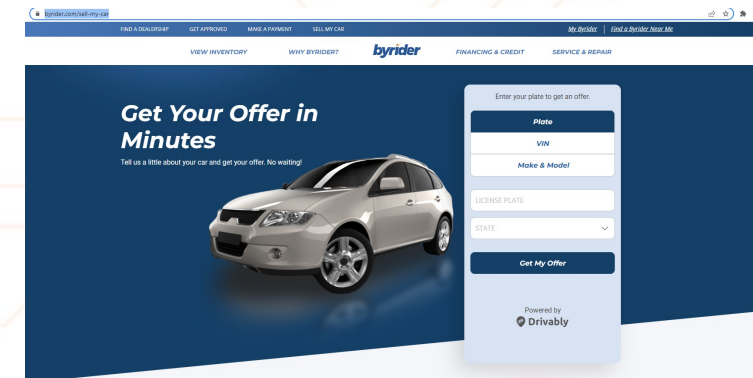 byrider.com/sell-my-car
FIND A DEALERSHIP GET APPROVED MAKE A PAYMENT SELL MY CAR My Byrider Find a Byrider Near Me
VIEW INVENTORY WHY BYRIDER? byrider FINANCING & CREDIT SERVICE & REPAIR
Get Your Offer in
Minutes
Tell us a little about your car and get your offer. No waiting!
Enter your plate to get an offer.
Plate
VIN
Make & Model
LICENSE PLATE
STATE
Get My Offer
Powered by
Drivably